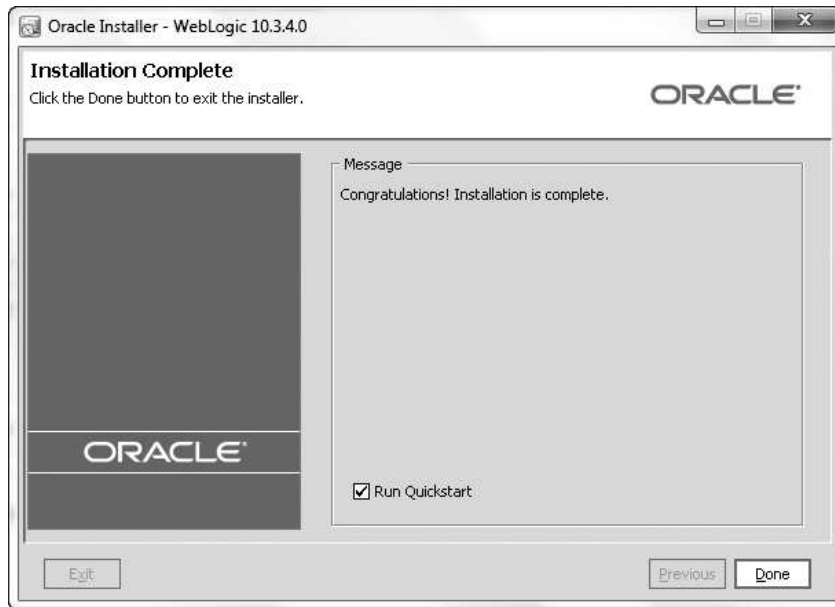 Oracle Installer - WebLogic 10.3.4.0
Installation Complete
Click the Done button to exit the installer.
ORACLE
Message
Congratulations! Installation is complete.
ORACLE
Run Quickstart
Exit
Previous
Done